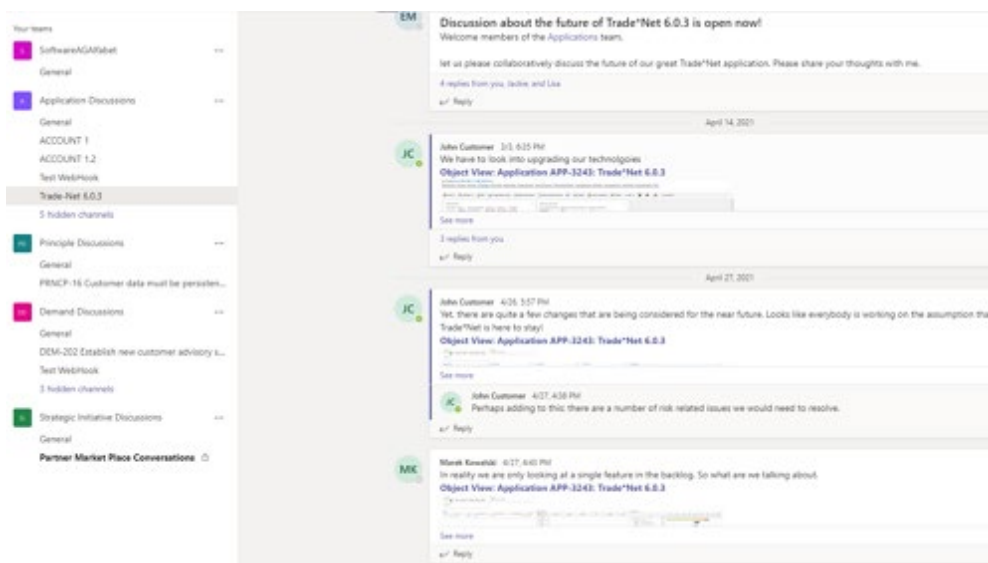 Your teams
SoftwareAGAlfabet
General
Application Discussions
General
ACCOUNT 1
ACCOUNT 1.2
Test WebHook
Trade-Net 6.0.3
5 hidden channels
Principle Discussions
General
PRNCP-16 Customer data must be persisten...
Demand Discussions
General
DEM-202 Establish new customer advisory s...
Test WebHook
3 hidden channels
Strategic Initiative Discussions
General
Partner Market Place Conversations
EM
Discussion about the future of Trade*Net 6.0.3 is open now!
Welcome members of the Applications team.
let us please collaboratively discuss the future of our great Trade*Net application. Please share your thoughts with me.
4 replies from you, Jackie, and Lisa
Reply
April 14, 2021
JC
John Customer 3/3, 6:25 PM
We have to look into upgrading our technolgoies
Object View: Application APP-3243: Trade*Net 6.0.3
See more
3 replies from you
Reply
April 27, 2021
JC
John Customer 4/26, 5:57 PM
Yet, there are quite a few changes that are being considered for the near future. Looks like everybody is working on the assumption tha
Trade*Net is here to stay!
Object View: Application APP-3243: Trade*Net 6.0.3
See more
JC
John Customer 4/27, 4:38 PM
Perhaps adding to this: there are a number of risk related issues we would need to resolve.
Reply
MK
Marek Kowalski 4/27, 4:40 PM
In reality we are only looking at a single feature in the backlog. So what are we talking about.
Object View: Application APP-3243: Trade*Net 6.0.3
See more
Reply